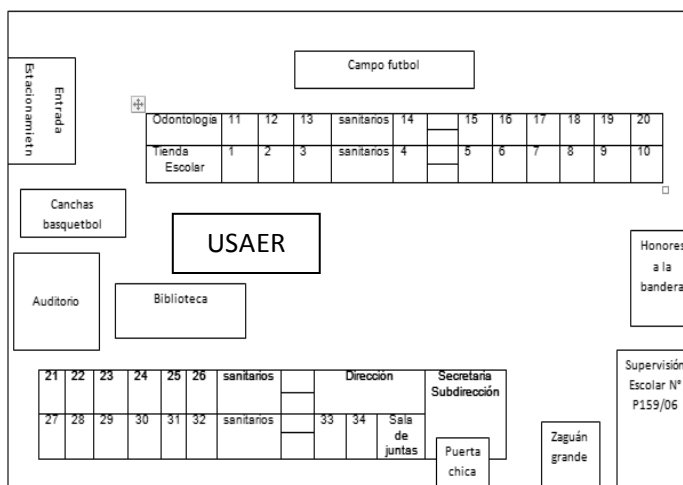 Campo futbol
Entrada
Estacionamietn
Odontología 11 12 13 sanitarios 14 15 16 17 18 19 20
Tienda 1 2 3 sanitarios 4 5 6 7 8 9 10
Escolar
Canchas
basquetbol
USAER
Honores
a la
bandera
Auditorio
Biblioteca
21 22 23 24 25 26 sanitarios Dirección Secretaria
Subdirección
27 28 29 30 31 32 sanitarios 33 34 Sala
de
juntas
Puerta
chica
Zaguán
grande
Supervisión
Escolar N°
P159/06